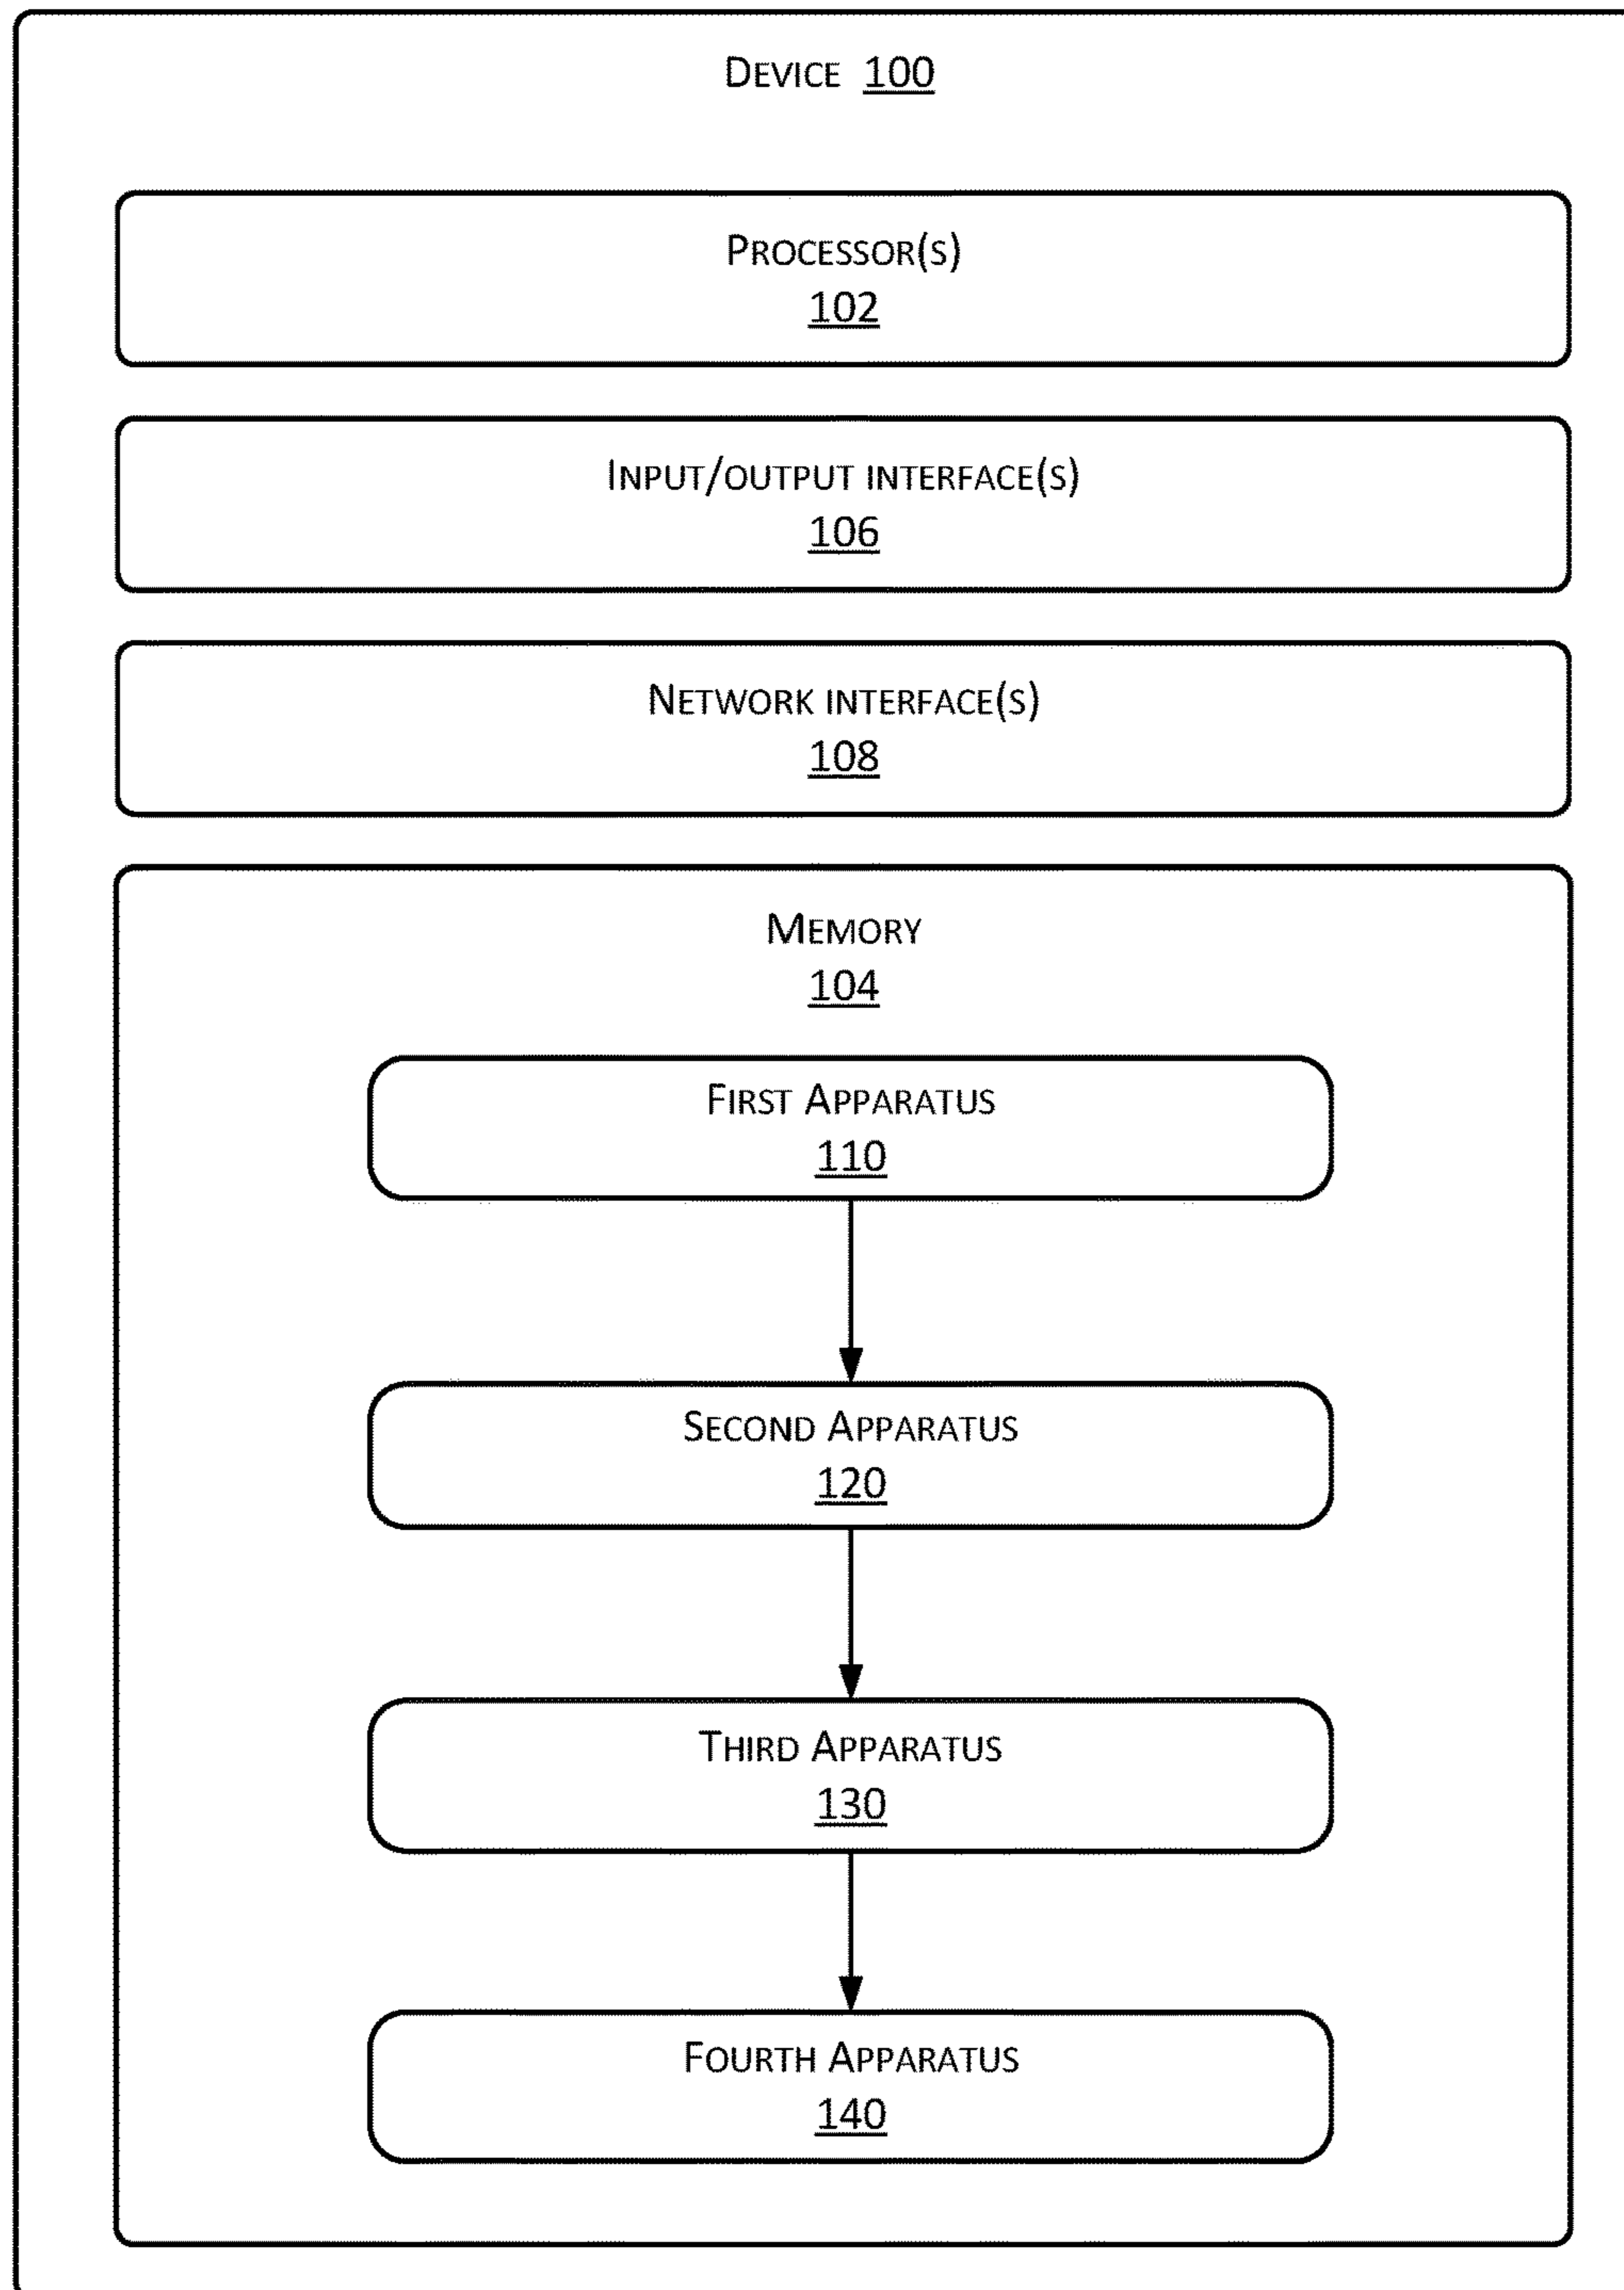 Device 100
Processor(s)
102
Input/output interface(s)
106
Network interface(s)
108
Memory
104
First Apparatus
110
Second Apparatus
120
Third Apparatus
130
Fourth Apparatus
140